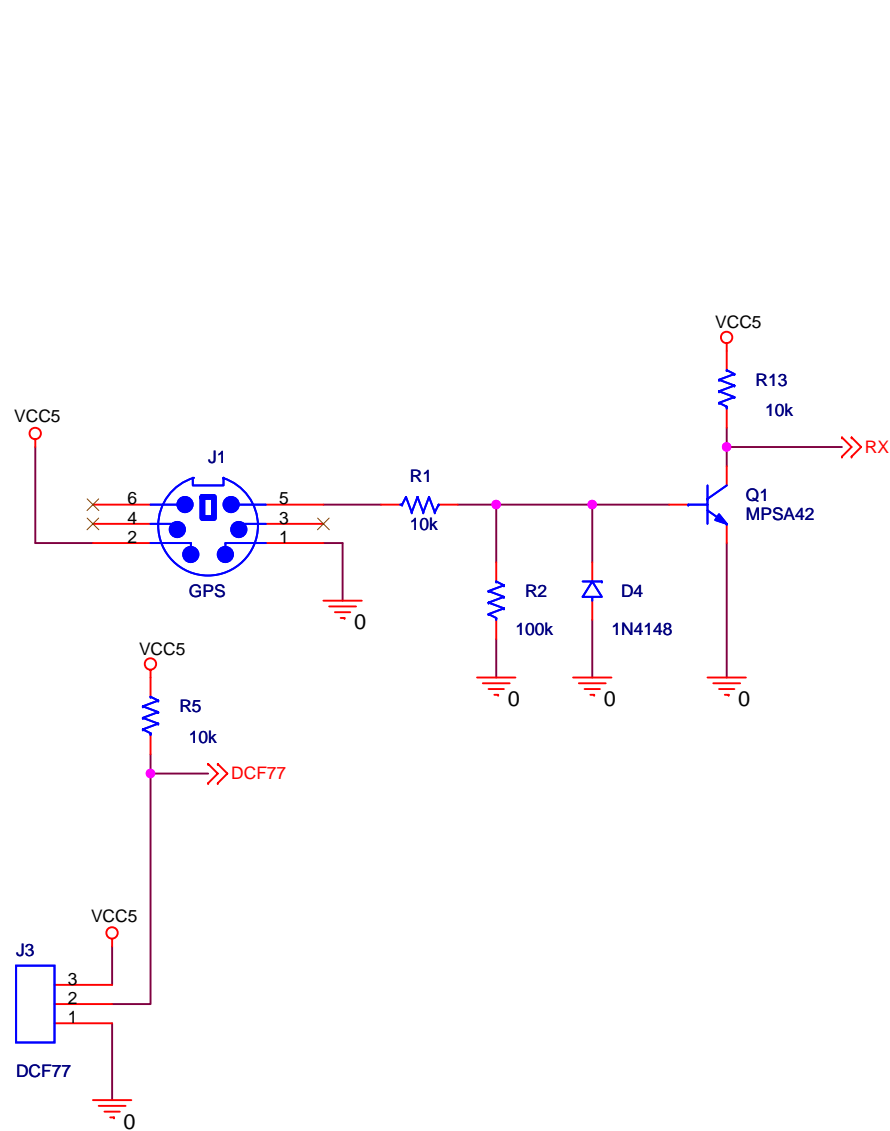 VCC5
R13
10k
RX
VCC5
J1
R1
10k
6
5
4
3
2
1
Q1
MPSA42
GPS
R2
100k
D4
1N4148
0
0
0
0
VCC5
R5
10k
DCF77
VCC5
J3
3
2
1
DCF77
0